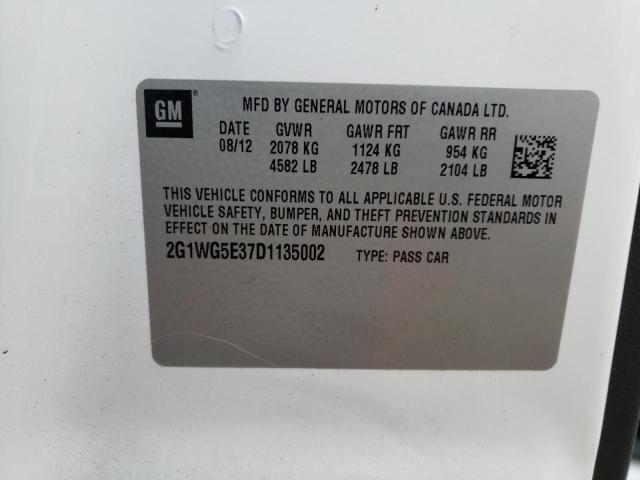 GM ®
MFD BY GENERAL MOTORS OF CANADA LTD.
DATE GVWR GAWR FRT GAWR RR
08/12 2078 KG 1124 KG 954 KG
4582 LB 2478 LB 2104 LB
THIS VEHICLE CONFORMS TO ALL APPLICABLE U.S. FEDERAL MOTOR
VEHICLE SAFETY, BUMPER, AND THEFT PREVENTION STANDARDS IN
EFFECT ON THE DATE OF MANUFACTURE SHOWN ABOVE.
2G1WG5E37D1135002 TYPE: PASS CAR